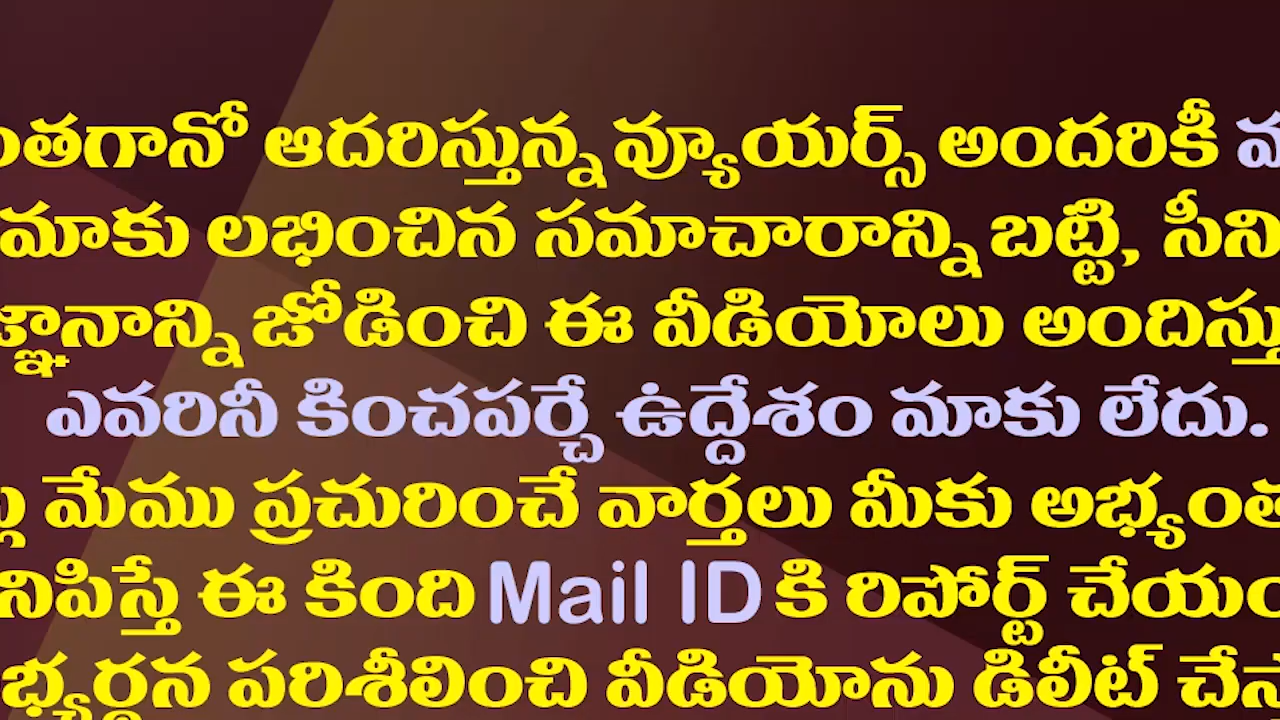 ంతగానో ఆదరిస్తున్న వ్యూయర్స్ అందరికీ
మాకు లభించిన సమాచారాన్ని బట్టి, సీని
జ్ఞానాన్ని జోడించి ఈ వీడియోలు అందిస్తు
ఎవరినీ కించపర్చే ఉద్దేశం మాకు లేదు.
మేము ప్రచురించే వార్తలు మీకు అభ్యంత
నిపిస్తే ఈ కింది Mail ID కి రిపోర్ట్ చేయం
భ్యర్థన పరిశీలించి వీడియోను డిలీట్ చేస